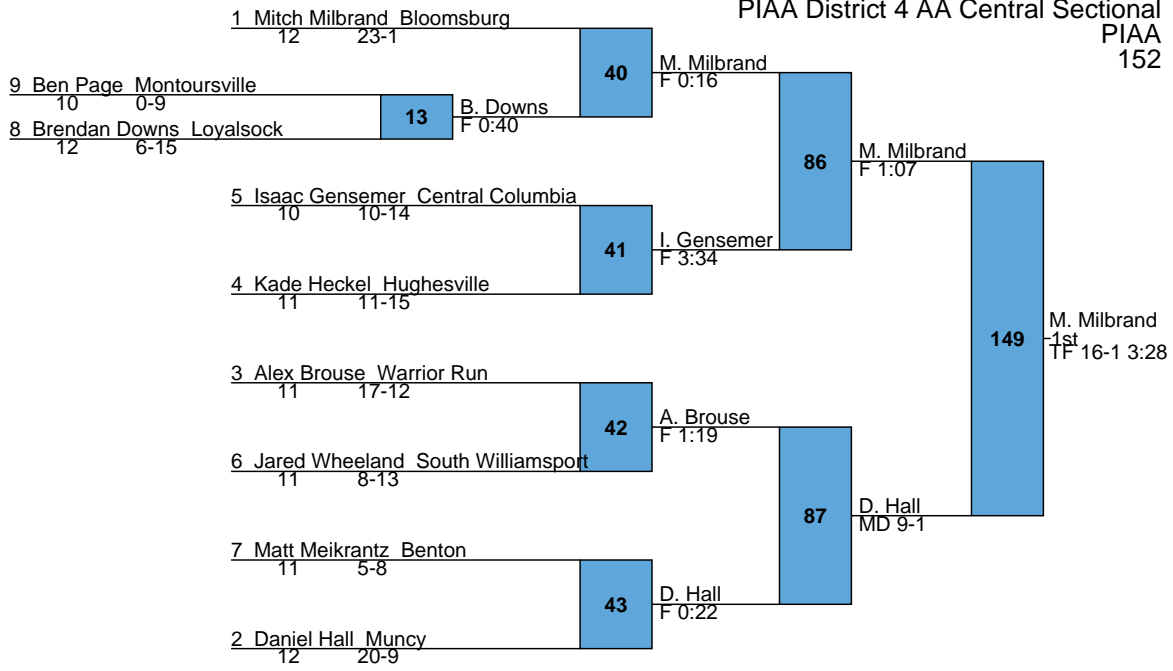 PIAA District 4 AA Central Sectional
PIAA
152
1 Mitch Milbrand Bloomsburg
12 23-1
9 Ben Page Montoursville
10 0-9
8 Brendan Downs Loyalsock
12 6-15
5 Isaac Gensemer Central Columbia
10 10-14
4 Kade Heckel Hughesville
11 11-15
3 Alex Brouse Warrior Run
11 17-12
6 Jared Wheeland South Williamsport
11 8-13
7 Matt Meikrantz Benton
11 5-8
2 Daniel Hall Muncy
12 20-9
13
B. Downs
F 0:40
40
M. Milbrand
F 0:16
41
I. Gensemer
F 3:34
42
A. Brouse
F 1:19
43
D. Hall
F 0:22
86
M. Milbrand
F 1:07
87
D. Hall
MD 9-1
149
M. Milbrand
1st
TF 16-1 3:28